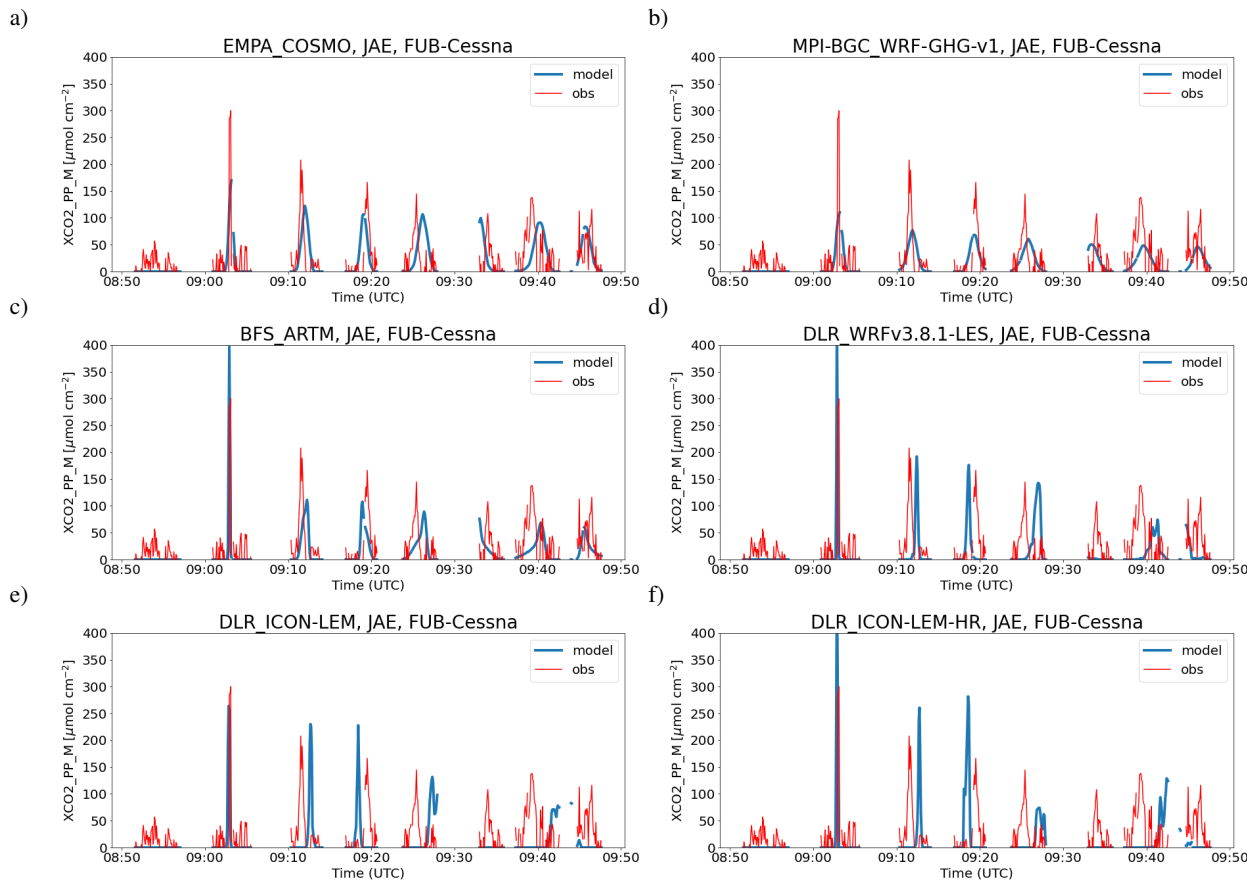 a)
EMPA_COSMO, JAE, FUB-Cessna
400
350
300
250
200
150
100
50
0
XCO2_PP_M [μmol cm⁻²]
model
obs
08:50 09:00 09:10 09:20 09:30 09:40 09:50
Time (UTC)
b)
MPI-BGC_WRF-GHG-v1, JAE, FUB-Cessna
400
350
300
250
200
150
100
50
0
XCO2_PP_M [μmol cm⁻²]
model
obs
08:50 09:00 09:10 09:20 09:30 09:40 09:50
Time (UTC)
c)
BFS_ARTM, JAE, FUB-Cessna
400
350
300
250
200
150
100
50
0
XCO2_PP_M [μmol cm⁻²]
model
obs
08:50 09:00 09:10 09:20 09:30 09:40 09:50
Time (UTC)
d)
DLR_WRFv3.8.1-LES, JAE, FUB-Cessna
400
350
300
250
200
150
100
50
0
XCO2_PP_M [μmol cm⁻²]
model
obs
08:50 09:00 09:10 09:20 09:30 09:40 09:50
Time (UTC)
e)
DLR_ICON-LEM, JAE, FUB-Cessna
400
350
300
250
200
150
100
50
0
XCO2_PP_M [μmol cm⁻²]
model
obs
08:50 09:00 09:10 09:20 09:30 09:40 09:50
Time (UTC)
f)
DLR_ICON-LEM-HR, JAE, FUB-Cessna
400
350
300
250
200
150
100
50
0
XCO2_PP_M [μmol cm⁻²]
model
obs
08:50 09:00 09:10 09:20 09:30 09:40 09:50
Time (UTC)